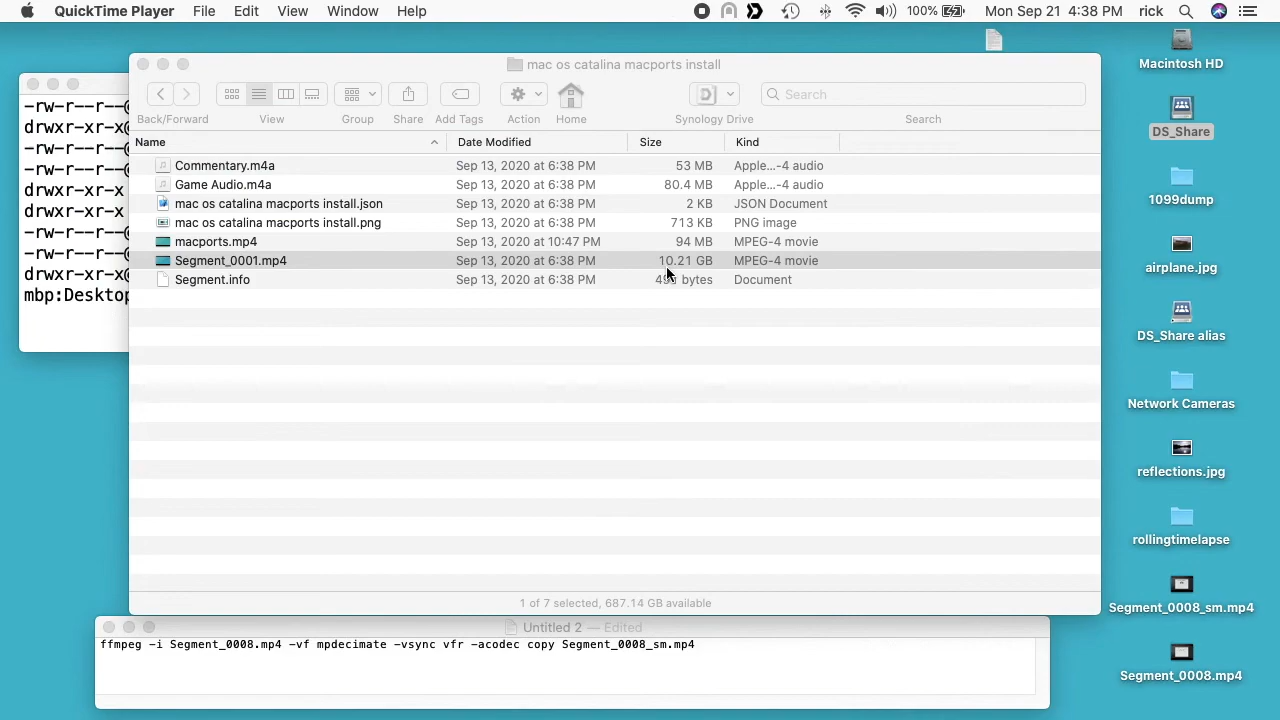 QuickTime Player File Edit View Window Help 100% Mon Sep 21 4:38 PM rick
mac os catalina macports install
Search
Back/Forward View Group Share Add Tags Action Home Synology Drive Search
Name Date Modified Size Kind
Commentary.m4a Sep 13, 2020 at 6:38 PM 53 MB Apple...-4 audio
Game Audio.m4a Sep 13, 2020 at 6:38 PM 80.4 MB Apple...-4 audio
mac os catalina macports install.json Sep 13, 2020 at 6:38 PM 2 KB JSON Document
mac os catalina macports install.png Sep 13, 2020 at 6:38 PM 713 KB PNG image
macports.mp4 Sep 13, 2020 at 10:47 PM 94 MB MPEG-4 movie
Segment_0001.mp4 Sep 13, 2020 at 6:38 PM 10.21 GB MPEG-4 movie
Segment.info Sep 13, 2020 at 6:38 PM bytes Document
1 of 7 selected, 687.14 GB available
-rw-r--r--@
drwxr-xr-x@
-rw-r--r--@
-rw-r--r--@
drwxr-xr-x
drwxr-xr-x
-rw-r--r--@
-rw-r--r--@
drwxr-xr-x@
mbp:Desktop
Untitled 2 — Edited
ffmpeg -i Segment_0008.mp4 -vf mpdecimate -vsync vfr -acodec copy Segment_0008_sm.mp4
Macintosh HD
DS_Share
1099dump
airplane.jpg
DS_Share alias
Network Cameras
reflections.jpg
rollingtimelapse
Segment_0008_sm.mp4
Segment_0008.mp4